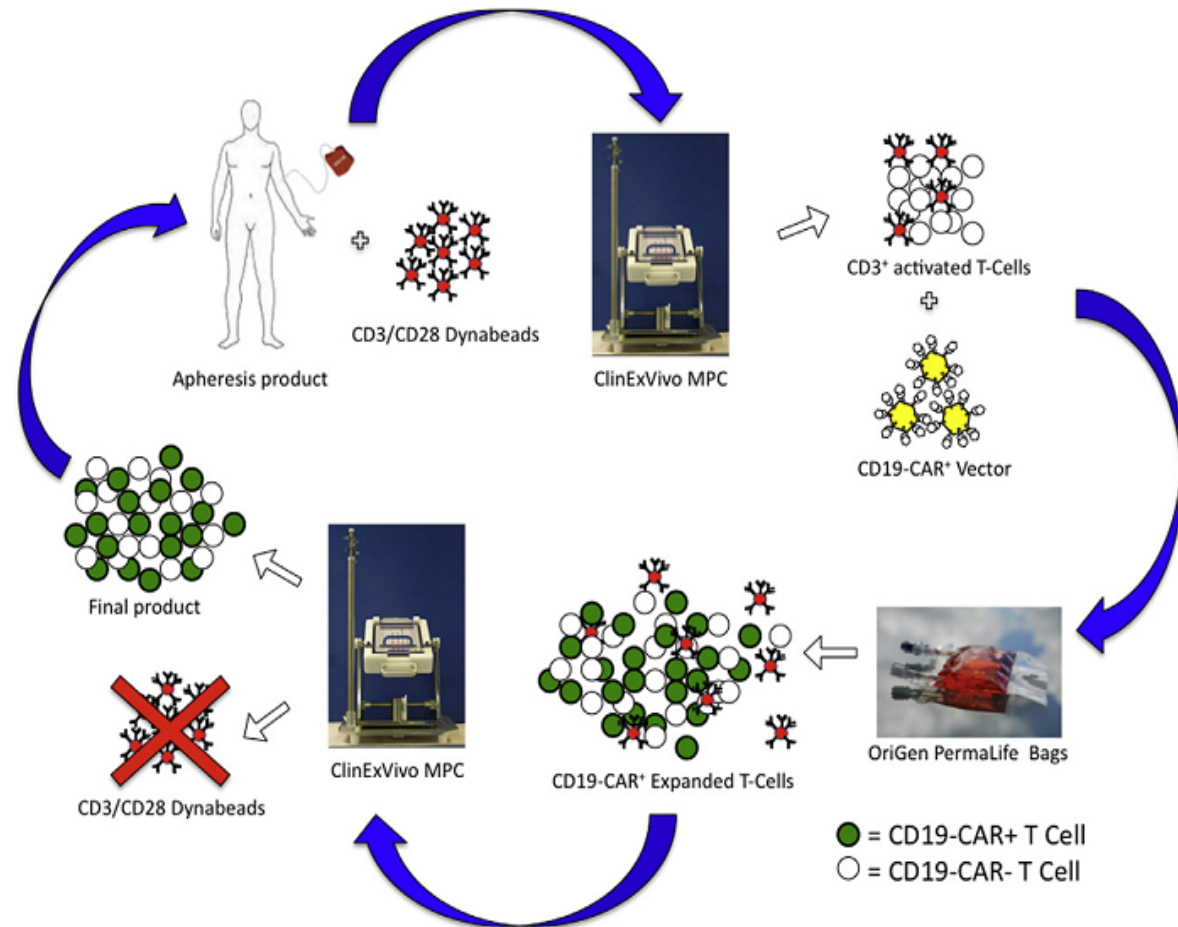 Apheresis product
CD3/CD28 Dynabeads
ClinExVivo MPC
CD3⁺ activated T-Cells
CD19-CAR⁺ Vector
OriGen PermaLife Bags
CD19-CAR⁺ Expanded T-Cells
ClinExVivo MPC
Final product
CD3/CD28 Dynabeads
= CD19-CAR+ T Cell
= CD19-CAR- T Cell